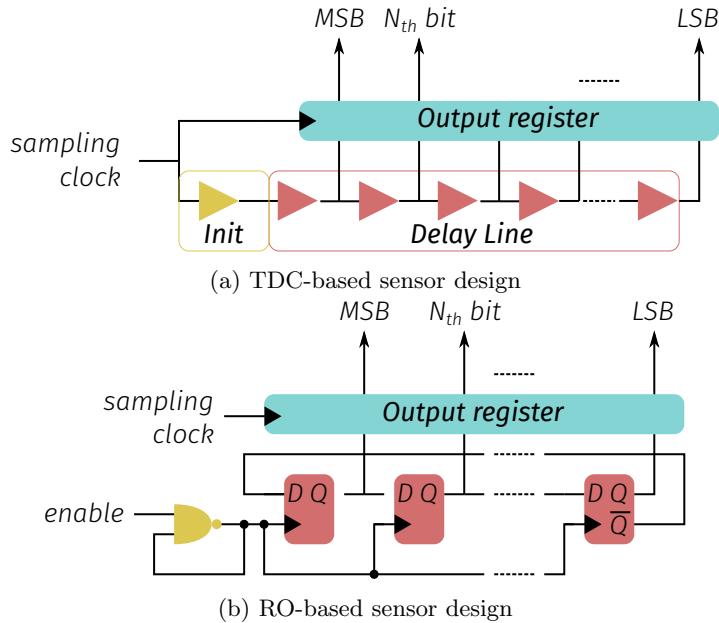 MSB N_th bit LSB
Output register
sampling
clock
Init Delay Line
(a) TDC-based sensor design
MSB N_th bit LSB
sampling
clock
Output register
D Q D Q D Q
enable
Q̅
(b) RO-based sensor design